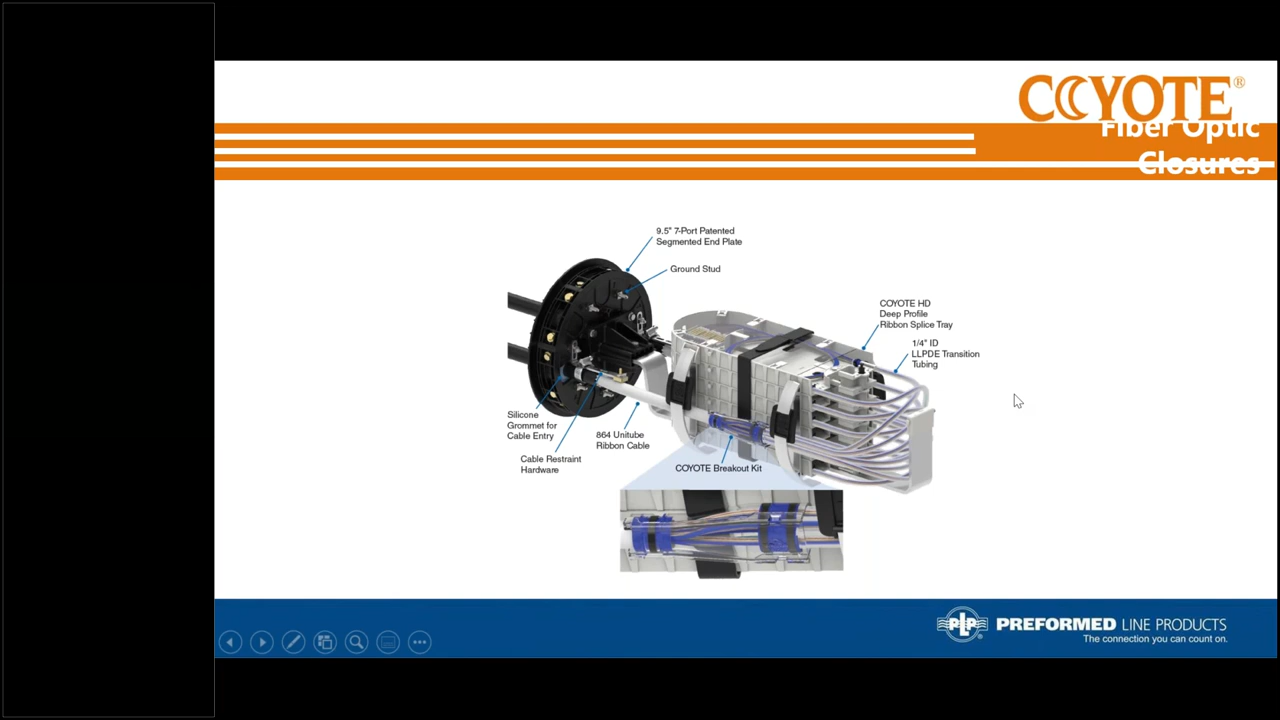 COYOTE®
Fiber Optic
Closures
9.5" 7-Port Patented
Segmented End Plate
Ground Stud
COYOTE HD
Deep Profile
Ribbon Splice Tray
1/4" ID
LLPDE Transition
Tubing
Silicone
Grommet for
Cable Entry
864 Unitube
Ribbon Cable
Cable Restraint
Hardware
COYOTE Breakout Kit
PLP®
PREFORMED LINE PRODUCTS
The connection you can count on.